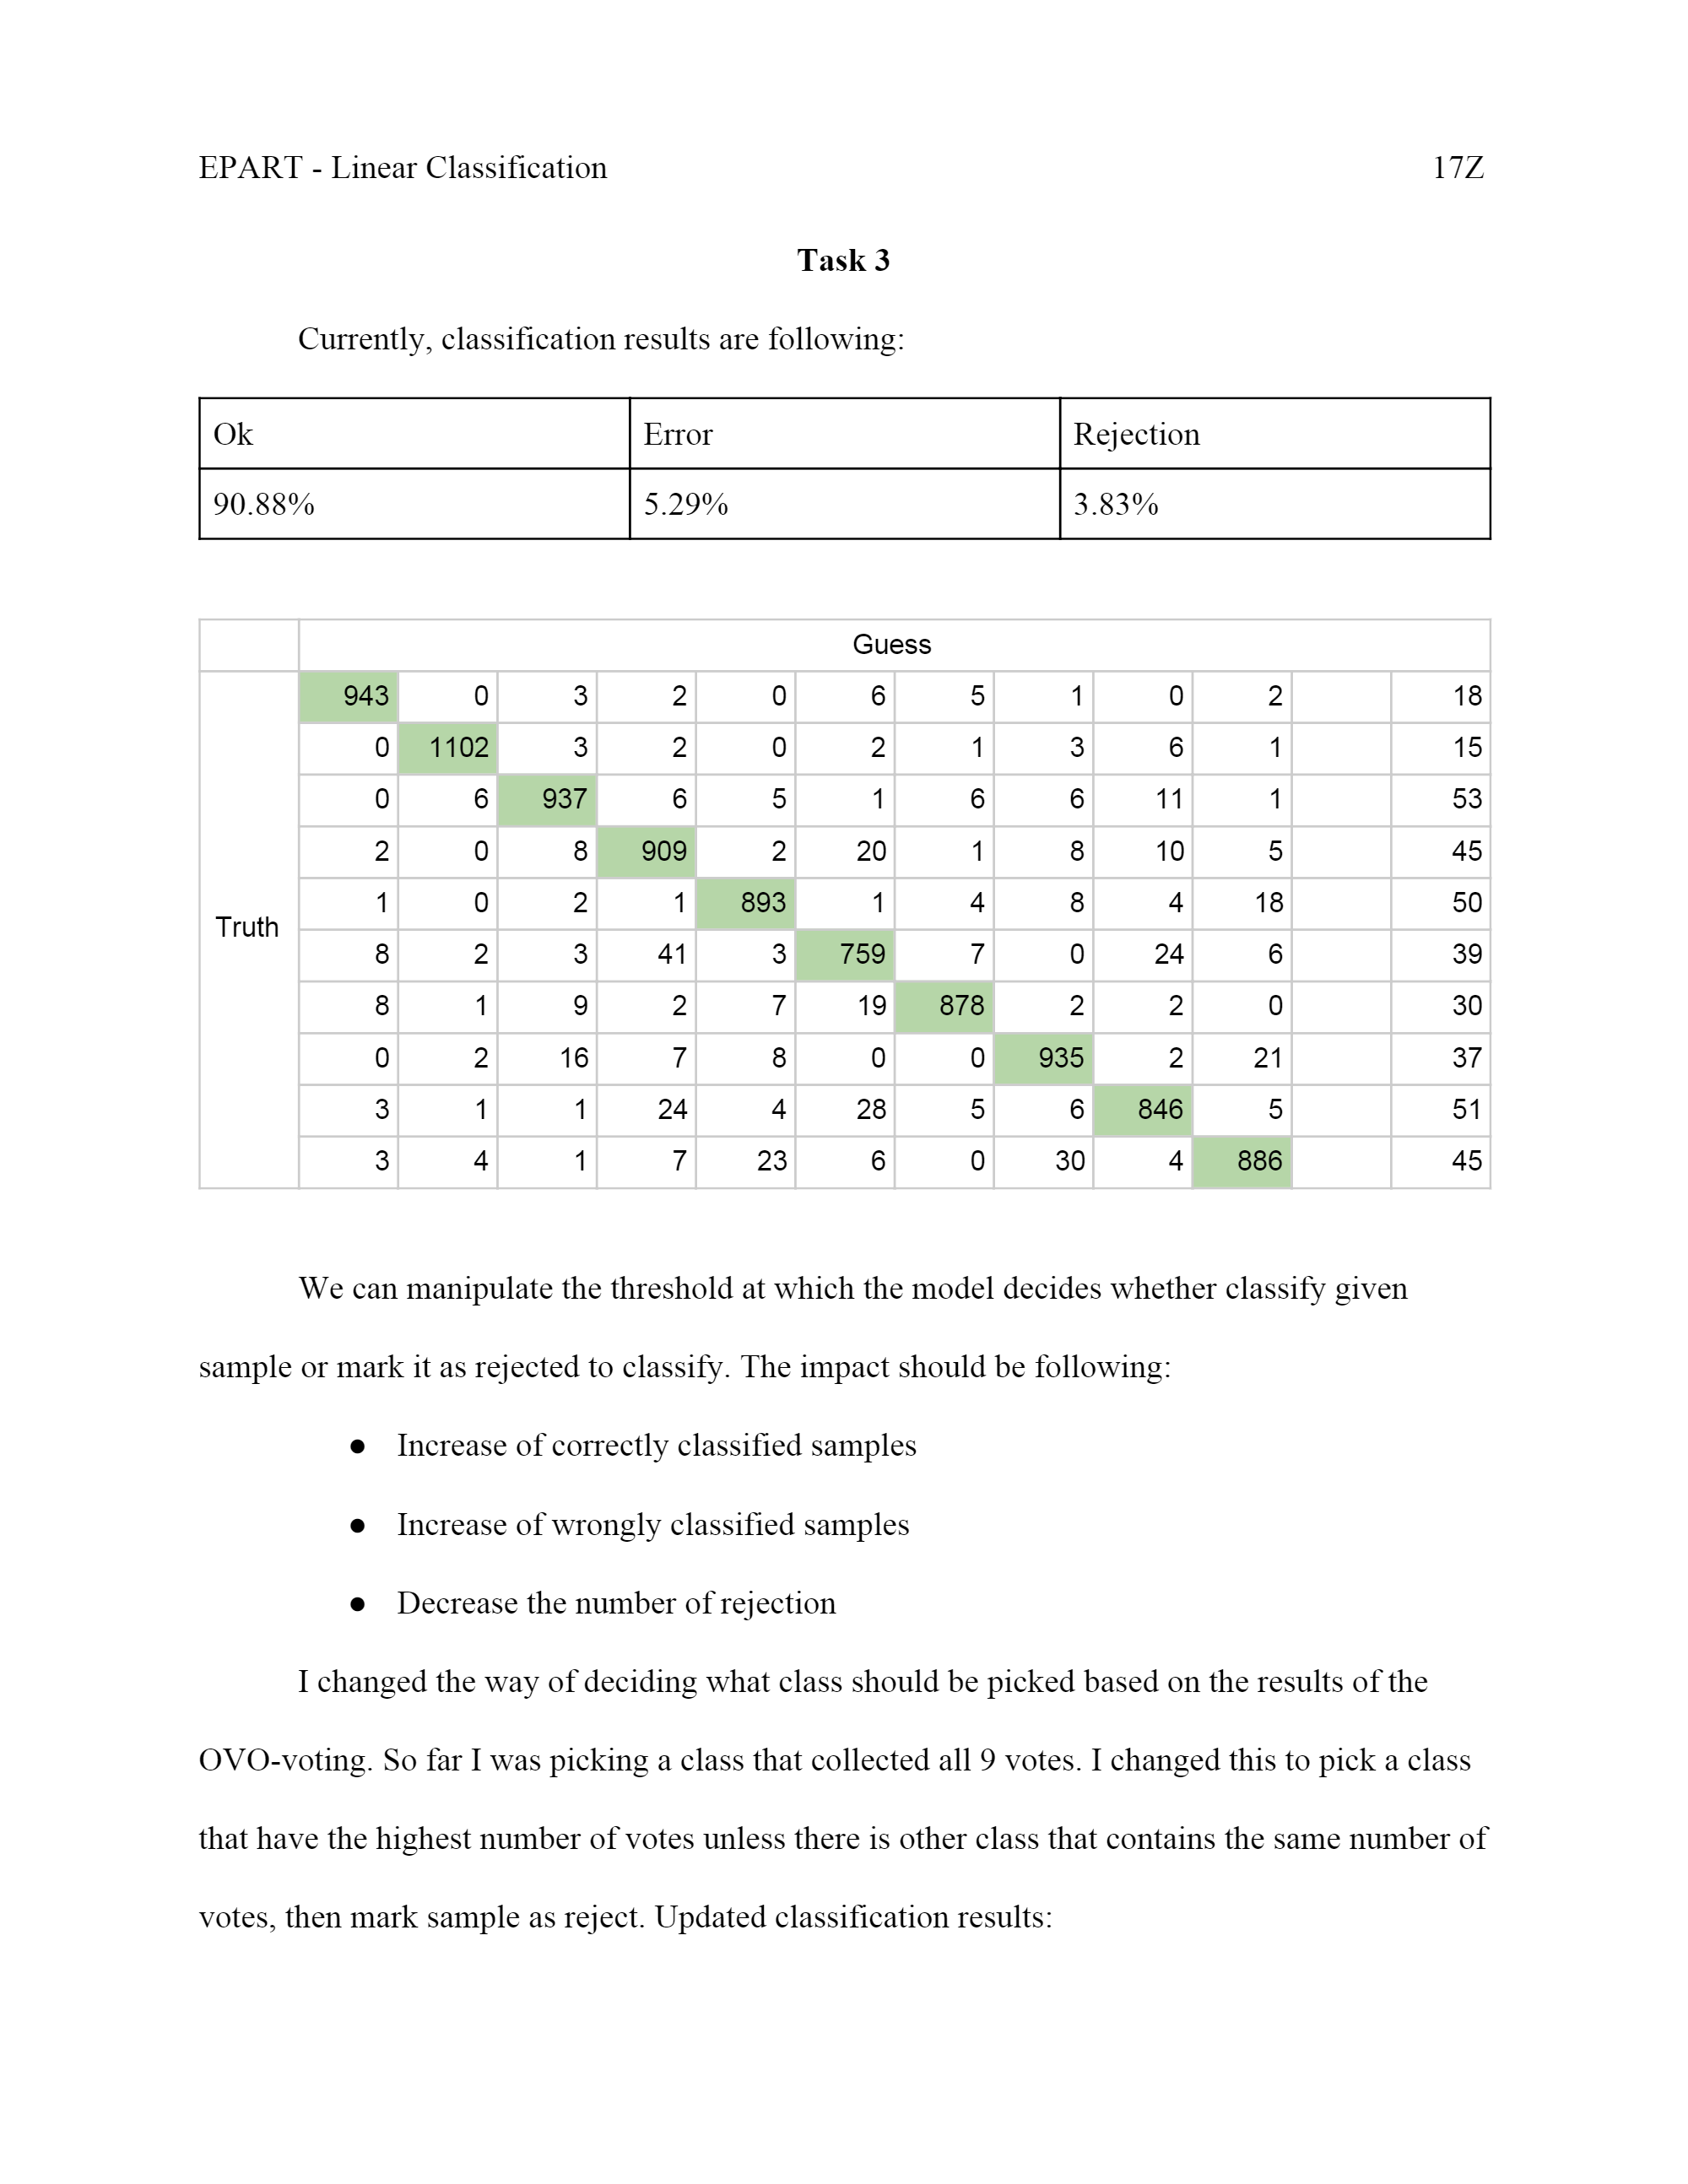 EPART - Linear Classification 17Z
Task 3
Currently, classification results are following:
Ok Error Rejection
90.88% 5.29% 3.83%
Guess
943 0 3 2 0 6 5 1 0 2 18
0 1102 3 2 0 2 1 3 6 1 15
0 6 937 6 5 1 6 6 11 1 53
2 0 8 909 2 20 1 8 10 5 45
1 0 2 1 893 1 4 8 4 18 50
Truth
8 2 3 41 3 759 7 0 24 6 39
8 1 9 2 7 19 878 2 2 0 30
0 2 16 7 8 0 0 935 2 21 37
3 1 1 24 4 28 5 6 846 5 51
3 4 1 7 23 6 0 30 4 886 45
We can manipulate the threshold at which the model decides whether classify given
sample or mark it as rejected to classify. The impact should be following:
● Increase of correctly classified samples
● Increase of wrongly classified samples
● Decrease the number of rejection
I changed the way of deciding what class should be picked based on the results of the
OVO-voting. So far I was picking a class that collected all 9 votes. I changed this to pick a class
that have the highest number of votes unless there is other class that contains the same number of
votes, then mark sample as reject. Updated classification results: